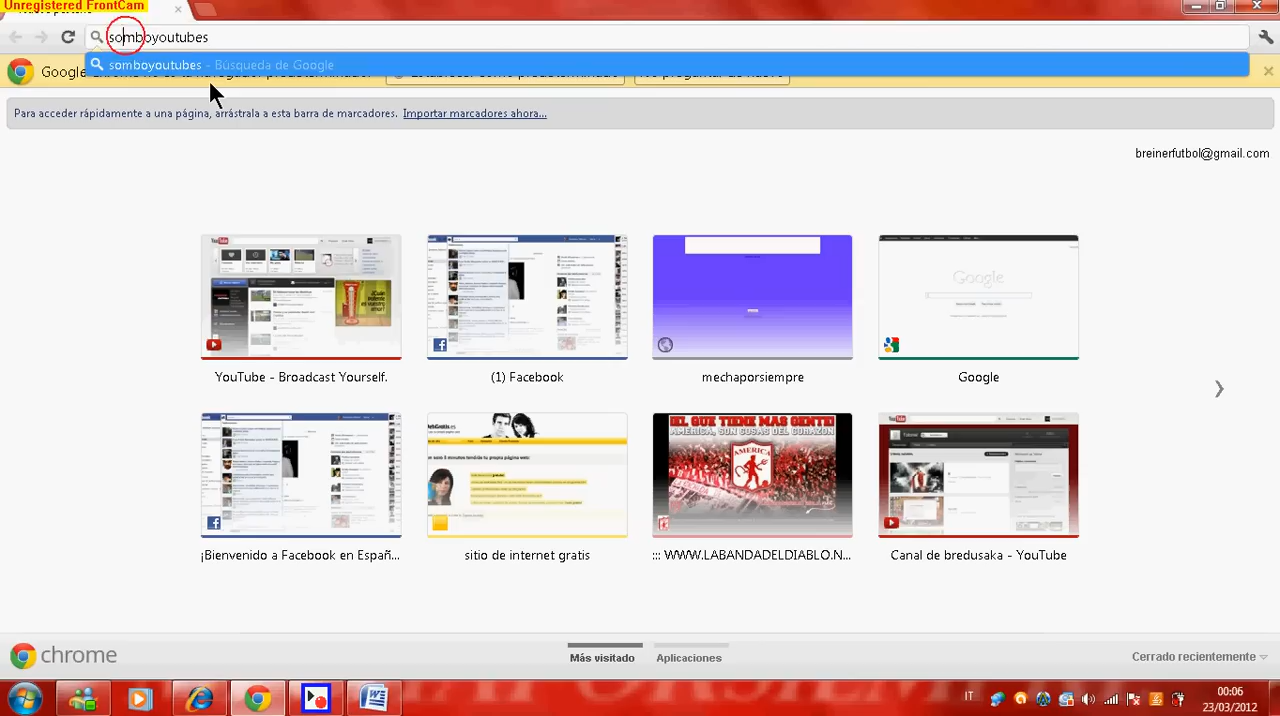 Unregistered FrontCam
somboyoutubes
somboyoutubes - Búsqueda de Google
Para acceder rápidamente a una página, arrástrala a esta barra de marcadores. Importar marcadores ahora...
breinerfutbol@gmail.com
YouTube - Broadcast Yourself.
(1) Facebook
mechaporsiempre
Google
¡Bienvenido a Facebook en Españ...
sitio de internet gratis
::: WWW.LABANDADELDIABLO.N...
Canal de bredusaka - YouTube
chrome
Más visitado
Aplicaciones
Cerrado recientemente
IT
00:06
23/03/2012